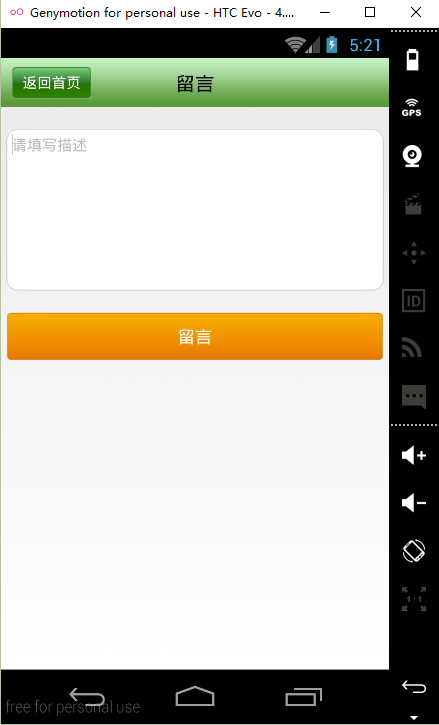 Genymotion for personal use - HTC Evo - 4....
5:21
返回首页
留言
GPS
请填写描述
ID
留言
1:1
free for personal use